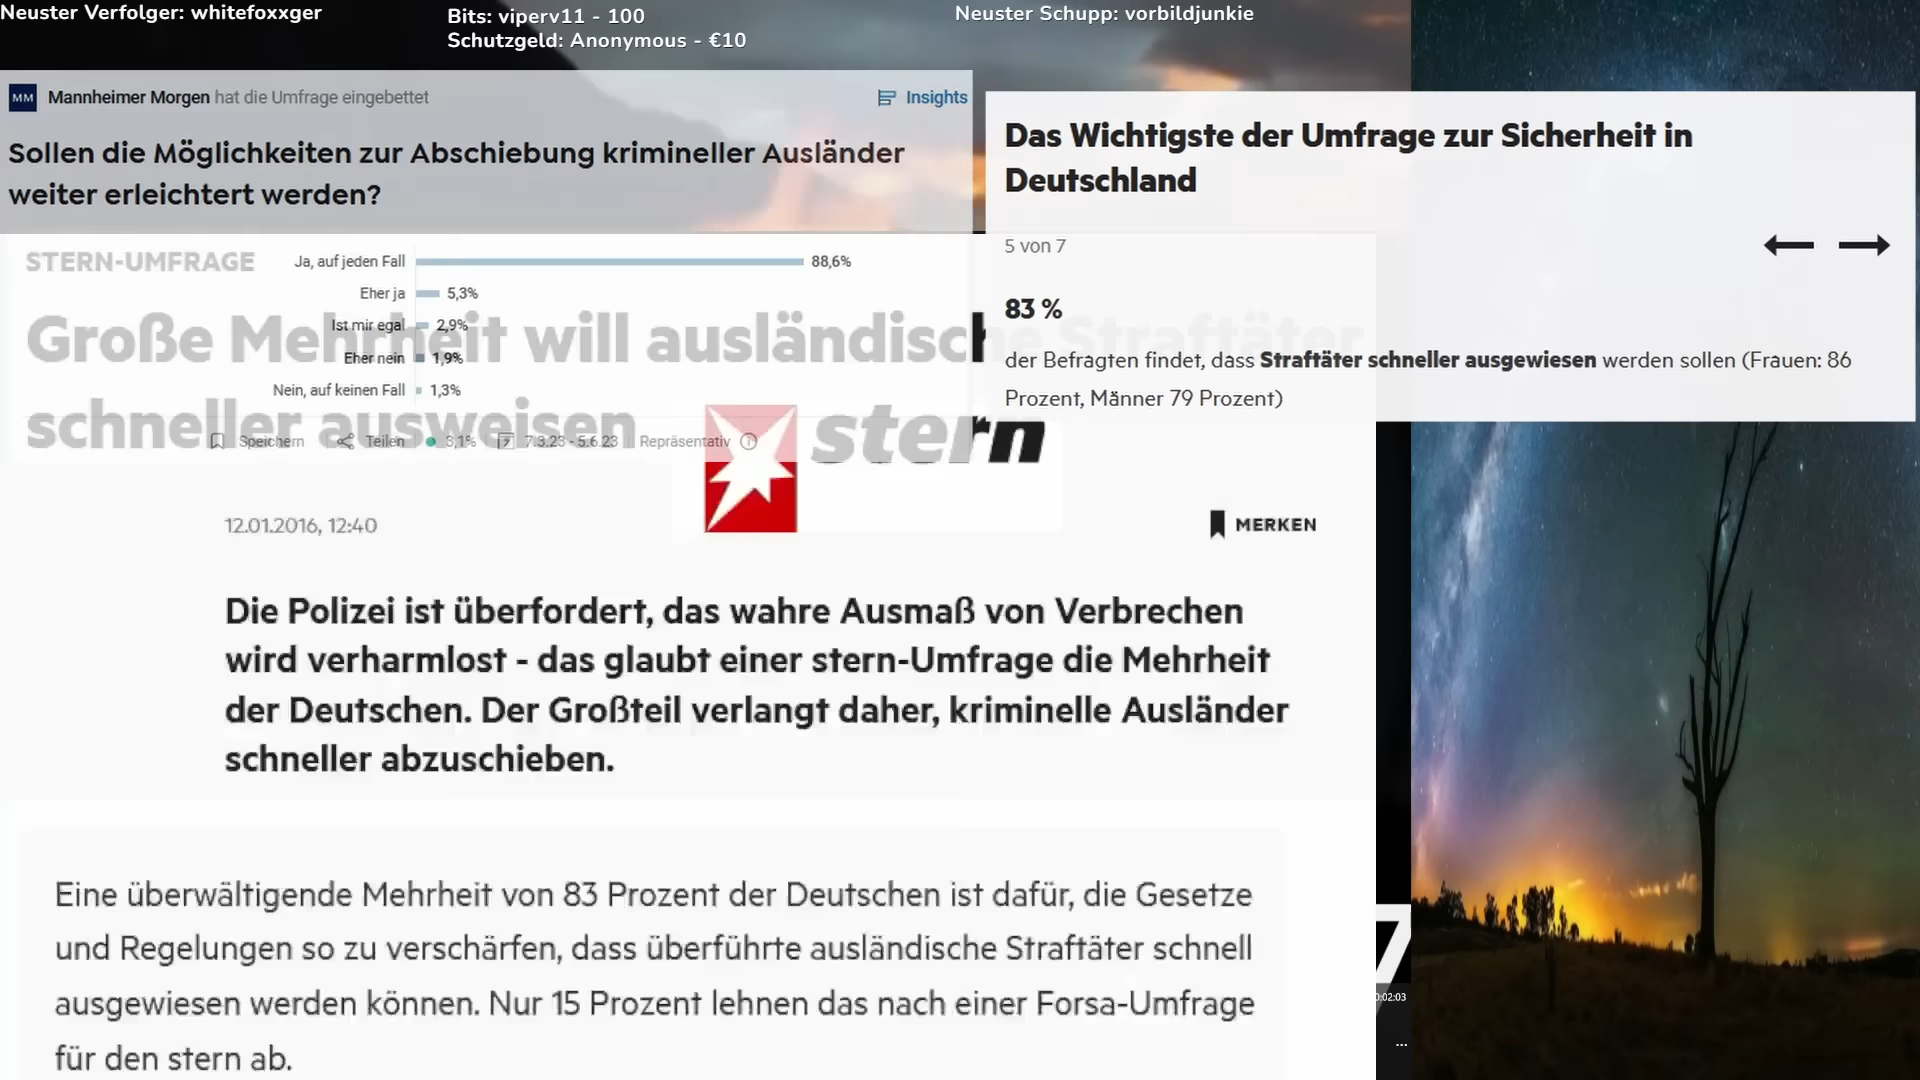 Neuster Verfolger: whitefoxxger
Bits: viperv11 - 100
Schutzgeld: Anonymous - €10
Neuster Schupp: vorbildjunkie
MM Mannheimer Morgen hat die Umfrage eingebettet
Insights
Sollen die Möglichkeiten zur Abschiebung krimineller Ausländer
weiter erleichtert werden?
Ja, auf jeden Fall 88,6%
Eher ja 5,3%
Ist mir egal 2,9%
Eher nein 1,9%
Nein, auf keinen Fall 1,3%
Speichern Teilen 3,1% 7.3.23 - 5.6.23 Repräsentativ
Das Wichtigste der Umfrage zur Sicherheit in
Deutschland
5 von 7
83 %
der Befragten findet, dass Straftäter schneller ausgewiesen werden sollen (Frauen: 86
Prozent, Männer 79 Prozent)
STERN-UMFRAGE
Große Mehrheit will ausländische Straftäter
schneller ausweisen
stern
12.01.2016, 12:40
MERKEN
Die Polizei ist überfordert, das wahre Ausmaß von Verbrechen
wird verharmlost - das glaubt einer stern-Umfrage die Mehrheit
der Deutschen. Der Großteil verlangt daher, kriminelle Ausländer
schneller abzuschieben.
Eine überwältigende Mehrheit von 83 Prozent der Deutschen ist dafür, die Gesetze
und Regelungen so zu verschärfen, dass überführte ausländische Straftäter schnell
ausgewiesen werden können. Nur 15 Prozent lehnen das nach einer Forsa-Umfrage
für den stern ab.
7
0:02:03
...